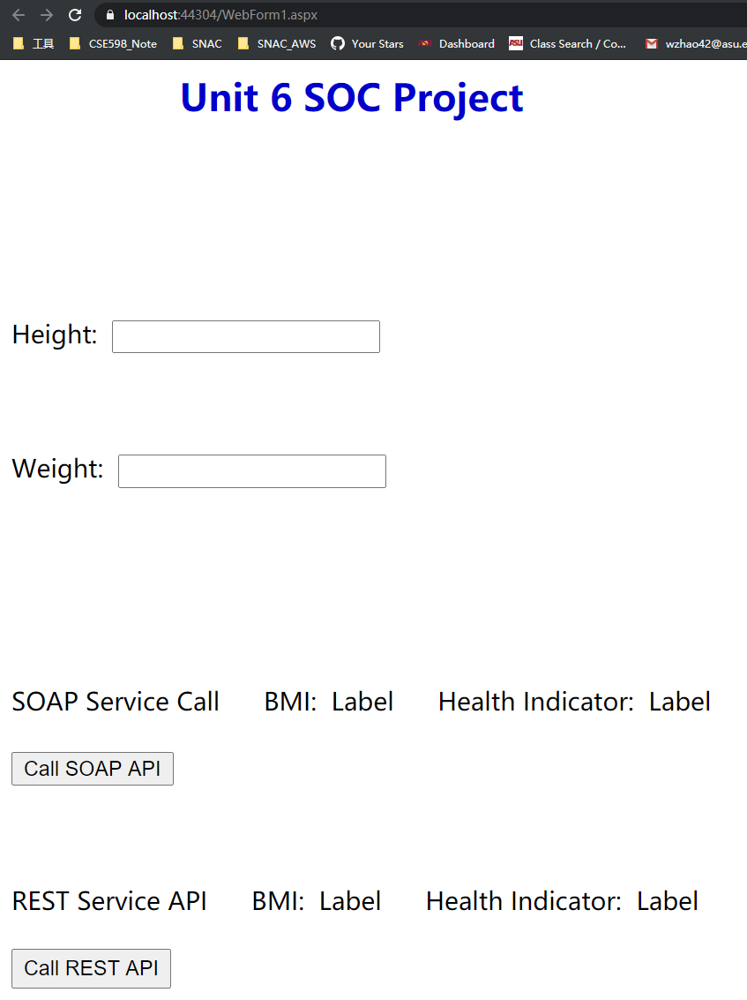 localhost:44304/WebForm1.aspx
工具 CSE598_Note SNAC SNAC_AWS Your Stars Dashboard ASU Class Search / Co... wzhao42@asu.e
Unit 6 SOC Project
Height:
Weight:
SOAP Service Call BMI: Label Health Indicator: Label
Call SOAP API
REST Service API BMI: Label Health Indicator: Label
Call REST API